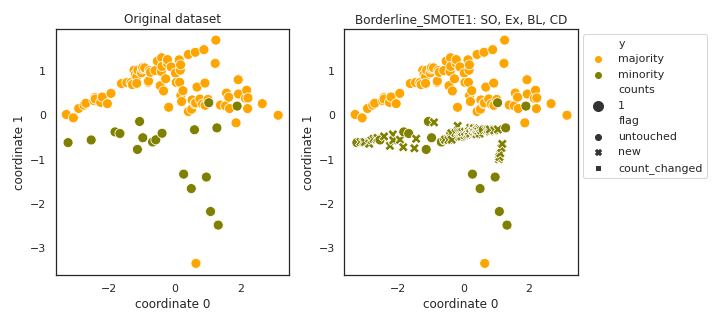 Original dataset
coordinate 1
1
0
−1
−2
−3
−2
0
2
coordinate 0
Borderline_SMOTE1: SO, Ex, BL, CD
coordinate 1
1
0
−1
−2
−3
−2
0
2
coordinate 0
y
majority
minority
counts
1
flag
untouched
new
count_changed